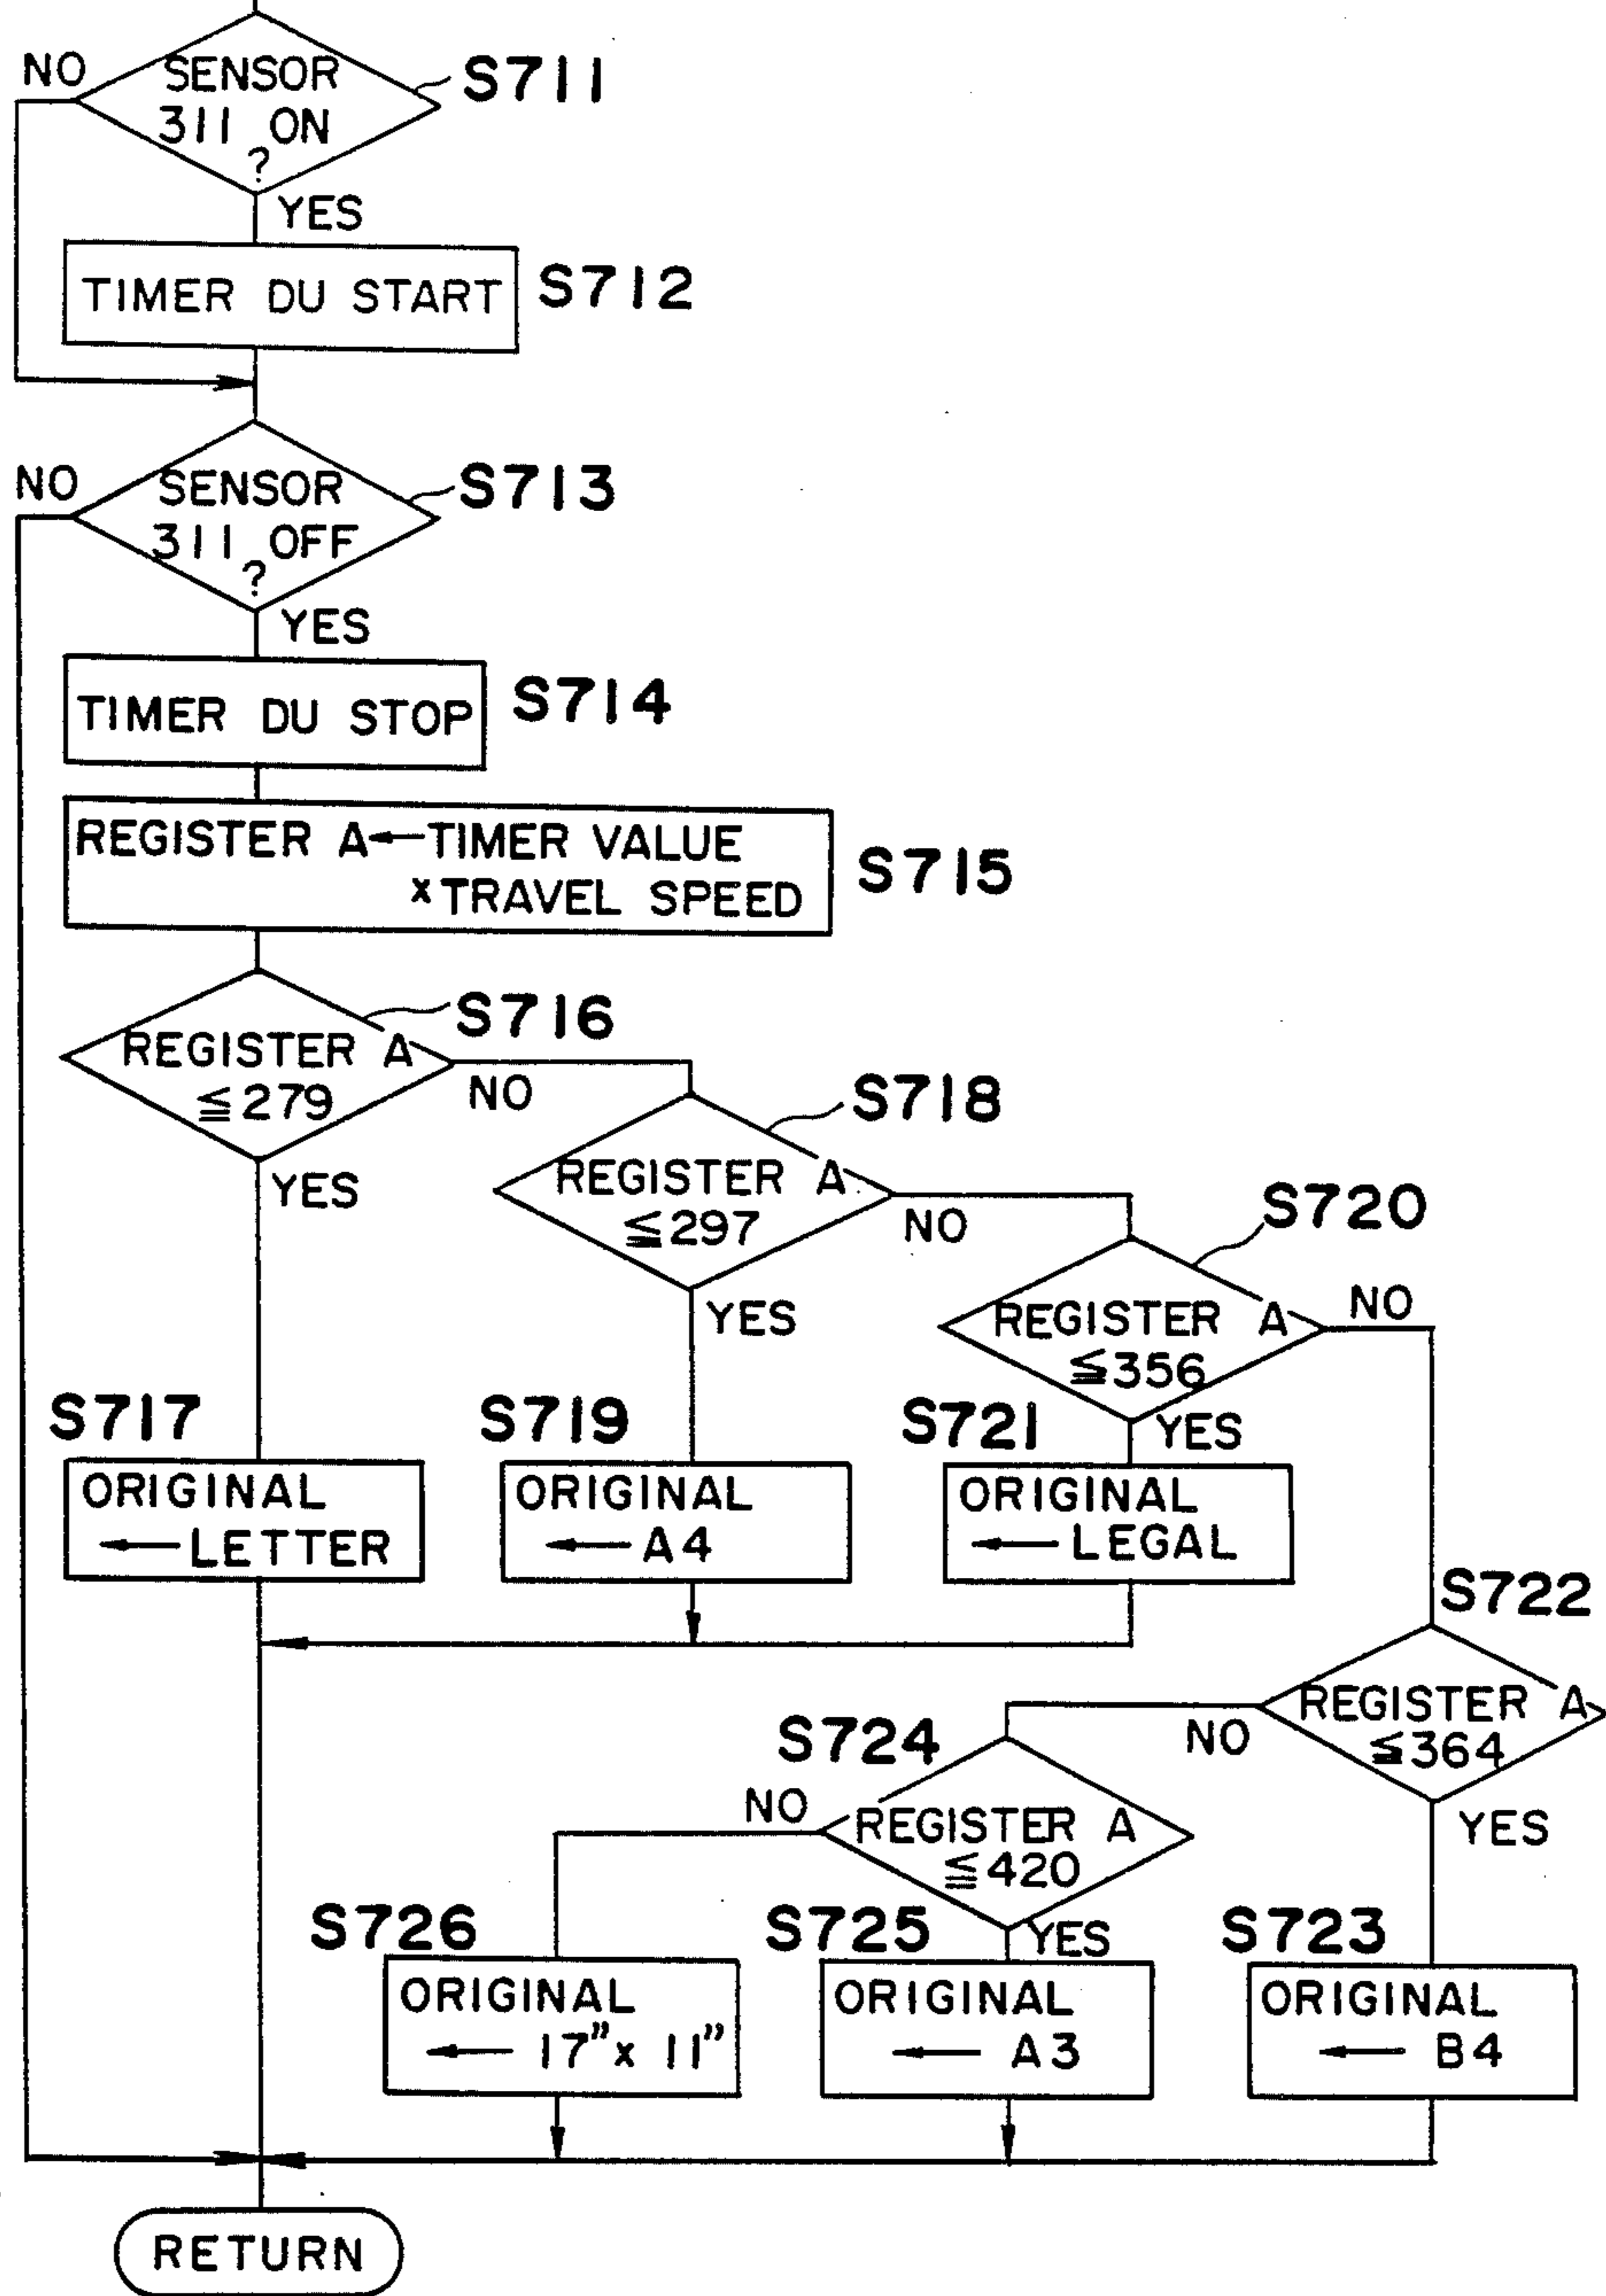 NO
SENSOR
311 ON
?
S711
YES
TIMER DU START
S712
NO
SENSOR
311 OFF
?
S713
YES
TIMER DU STOP
S714
REGISTER A←TIMER VALUE
×TRAVEL SPEED
S715
REGISTER A
≦279
S716
NO
YES
REGISTER A
≦297
S718
NO
YES
REGISTER A
≦356
S720
NO
YES
S717
ORIGINAL
←LETTER
S719
ORIGINAL
←A4
S721
ORIGINAL
←LEGAL
S722
REGISTER A
≦364
NO
YES
S724
NO
REGISTER A
≦420
YES
S726
ORIGINAL
←17"x 11"
S725
ORIGINAL
←A3
S723
ORIGINAL
←B4
RETURN